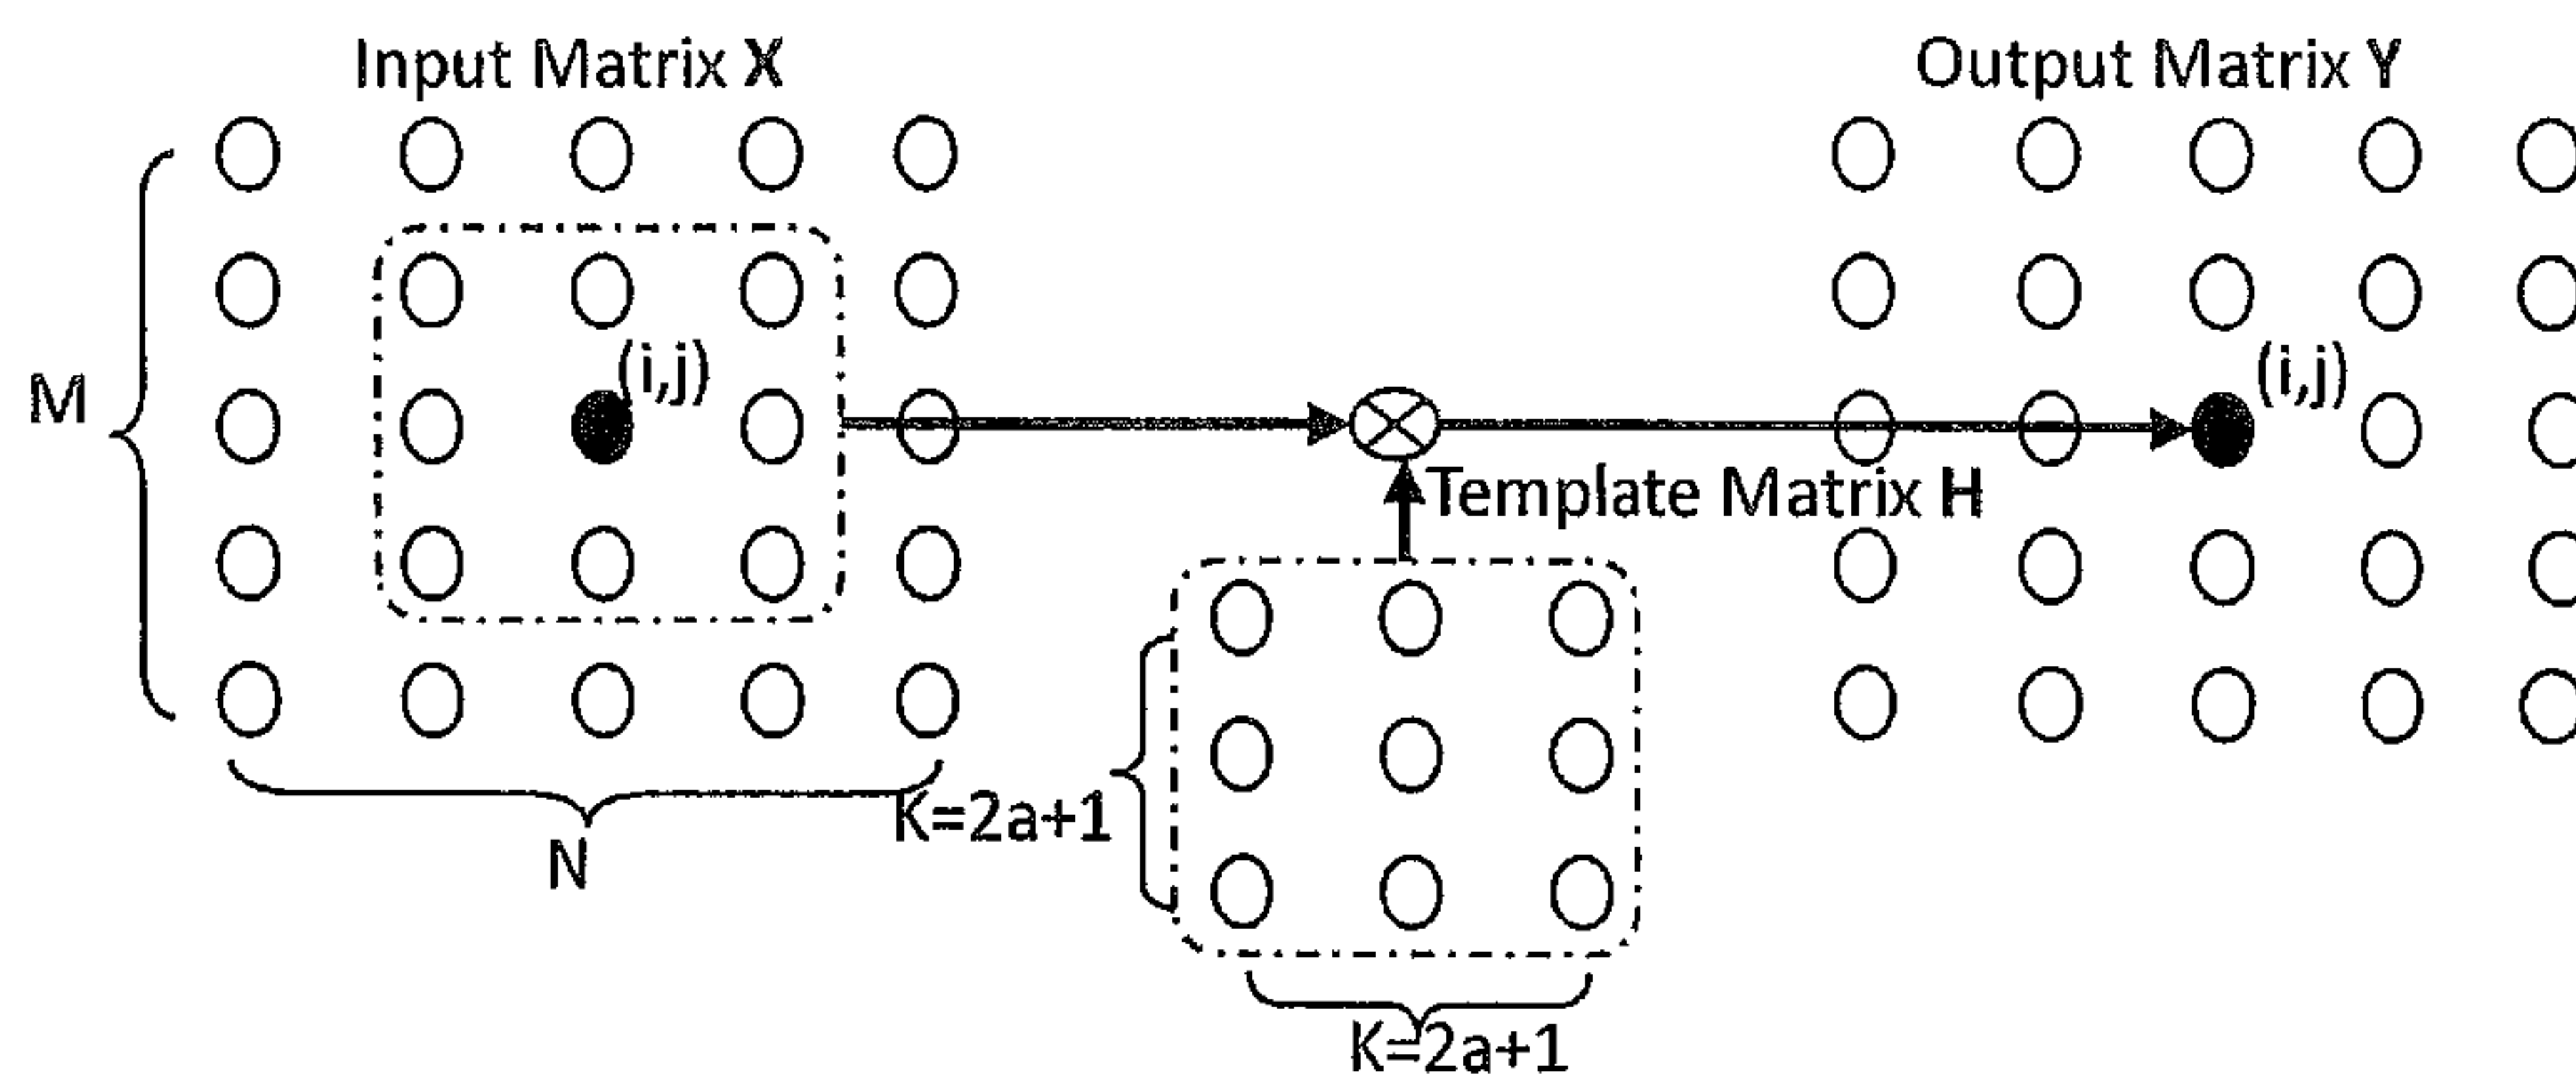 Input Matrix X
Output Matrix Y
(i,j)
(i,j)
M
Template Matrix H
K=2a+1
N
K=2a+1